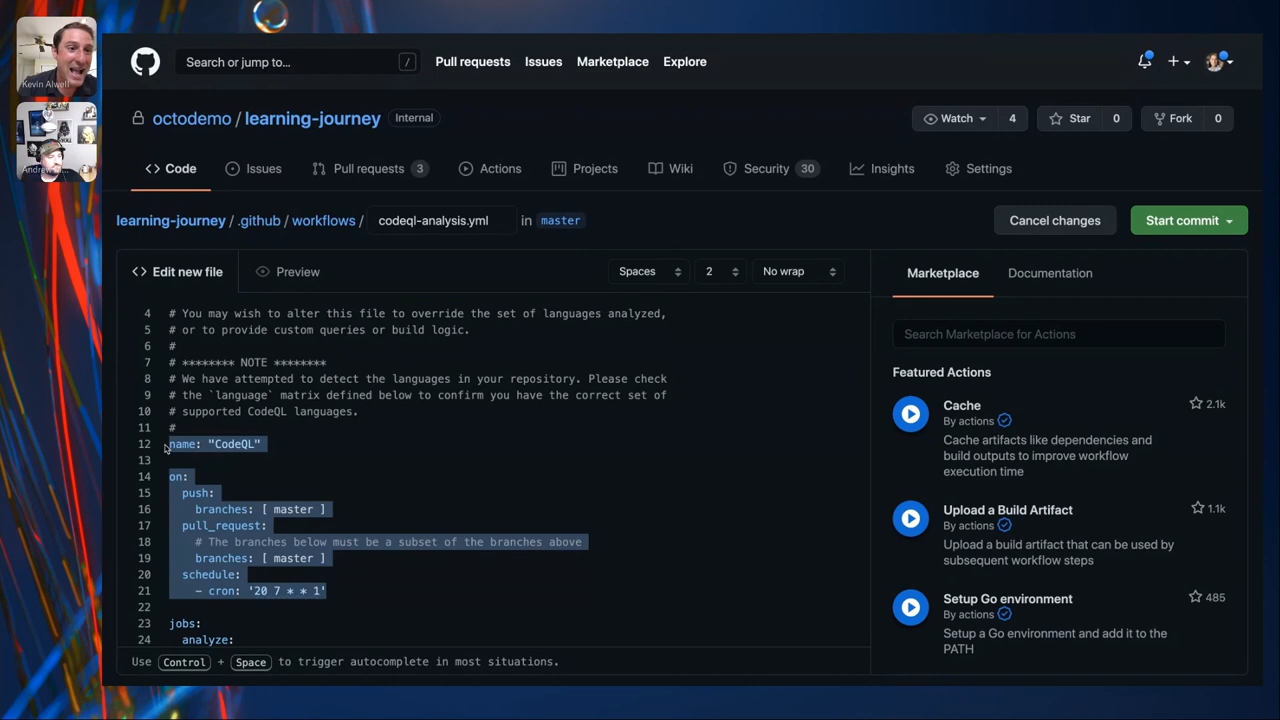 Kevin Alwell
Search or jump to...
/
Pull requests
Issues
Marketplace
Explore
octodemo / learning-journey
Internal
Watch
4
Star
0
Fork
0
Code
Issues
Pull requests
3
Actions
Projects
Wiki
Security
30
Insights
Settings
learning-journey / .github / workflows / codeql-analysis.yml in master
Cancel changes
Start commit
Edit new file
Preview
Spaces
2
No wrap
Marketplace
Documentation
4 # You may wish to alter this file to override the set of languages analyzed,
5 # or to provide custom queries or build logic.
6 #
7 # ******** NOTE ********
8 # We have attempted to detect the languages in your repository. Please check
9 # the `language` matrix defined below to confirm you have the correct set of
10 # supported CodeQL languages.
11 #
12 name: "CodeQL"
13
14 on:
15 push:
16 branches: [ master ]
17 pull_request:
18 # The branches below must be a subset of the branches above
19 branches: [ master ]
20 schedule:
21 - cron: '20 7 * * 1'
22
23 jobs:
24 analyze:
Use Control + Space to trigger autocomplete in most situations.
Search Marketplace for Actions
Featured Actions
Cache
2.1k
By actions
Cache artifacts like dependencies and
build outputs to improve workflow
execution time
Upload a Build Artifact
1.1k
By actions
Upload a build artifact that can be used by
subsequent workflow steps
Setup Go environment
485
By actions
Setup a Go environment and add it to the
PATH